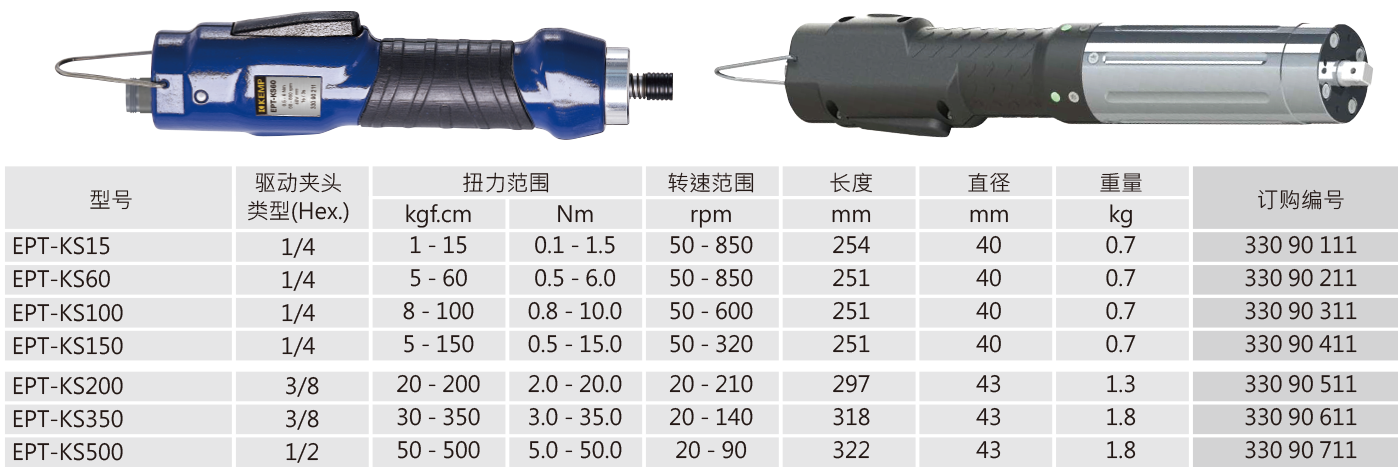 KEMP
EPT-KS60
330 90 211
型号 驱动夹头 扭力范围 转速范围 长度 直径 重量 订购编号
类型(Hex.) kgf.cm Nm rpm mm mm kg
EPT-KS15 1/4 1 - 15 0.1 - 1.5 50 - 850 254 40 0.7 330 90 111
EPT-KS60 1/4 5 - 60 0.5 - 6.0 50 - 850 251 40 0.7 330 90 211
EPT-KS100 1/4 8 - 100 0.8 - 10.0 50 - 600 251 40 0.7 330 90 311
EPT-KS150 1/4 5 - 150 0.5 - 15.0 50 - 320 251 40 0.7 330 90 411
EPT-KS200 3/8 20 - 200 2.0 - 20.0 20 - 210 297 43 1.3 330 90 511
EPT-KS350 3/8 30 - 350 3.0 - 35.0 20 - 140 318 43 1.8 330 90 611
EPT-KS500 1/2 50 - 500 5.0 - 50.0 20 - 90 322 43 1.8 330 90 711